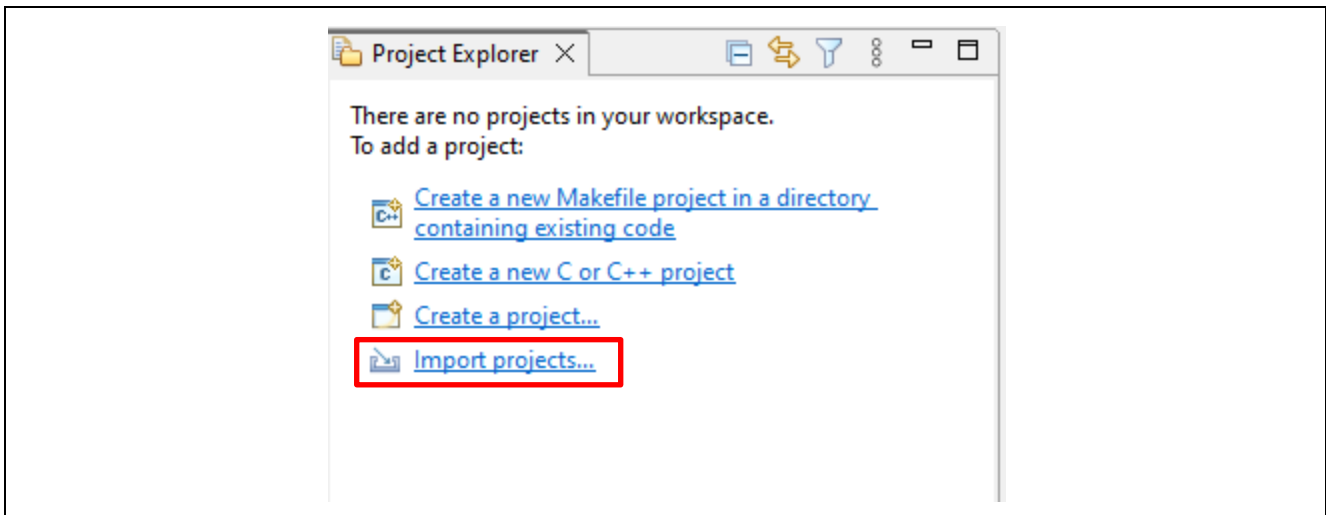 Project Explorer
There are no projects in your workspace.
To add a project:
Create a new Makefile project in a directory
containing existing code
Create a new C or C++ project
Create a project...
Import projects...